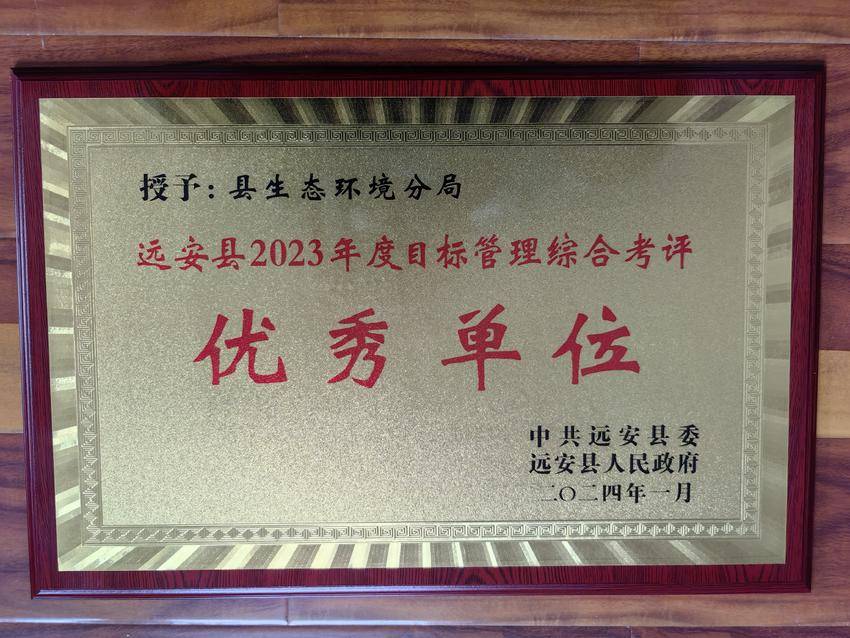 授予：县生态环境分局
远安县2023年度目标管理综合考评
优秀单位
中共远安县委
远安县人民政府
二〇二四年一月